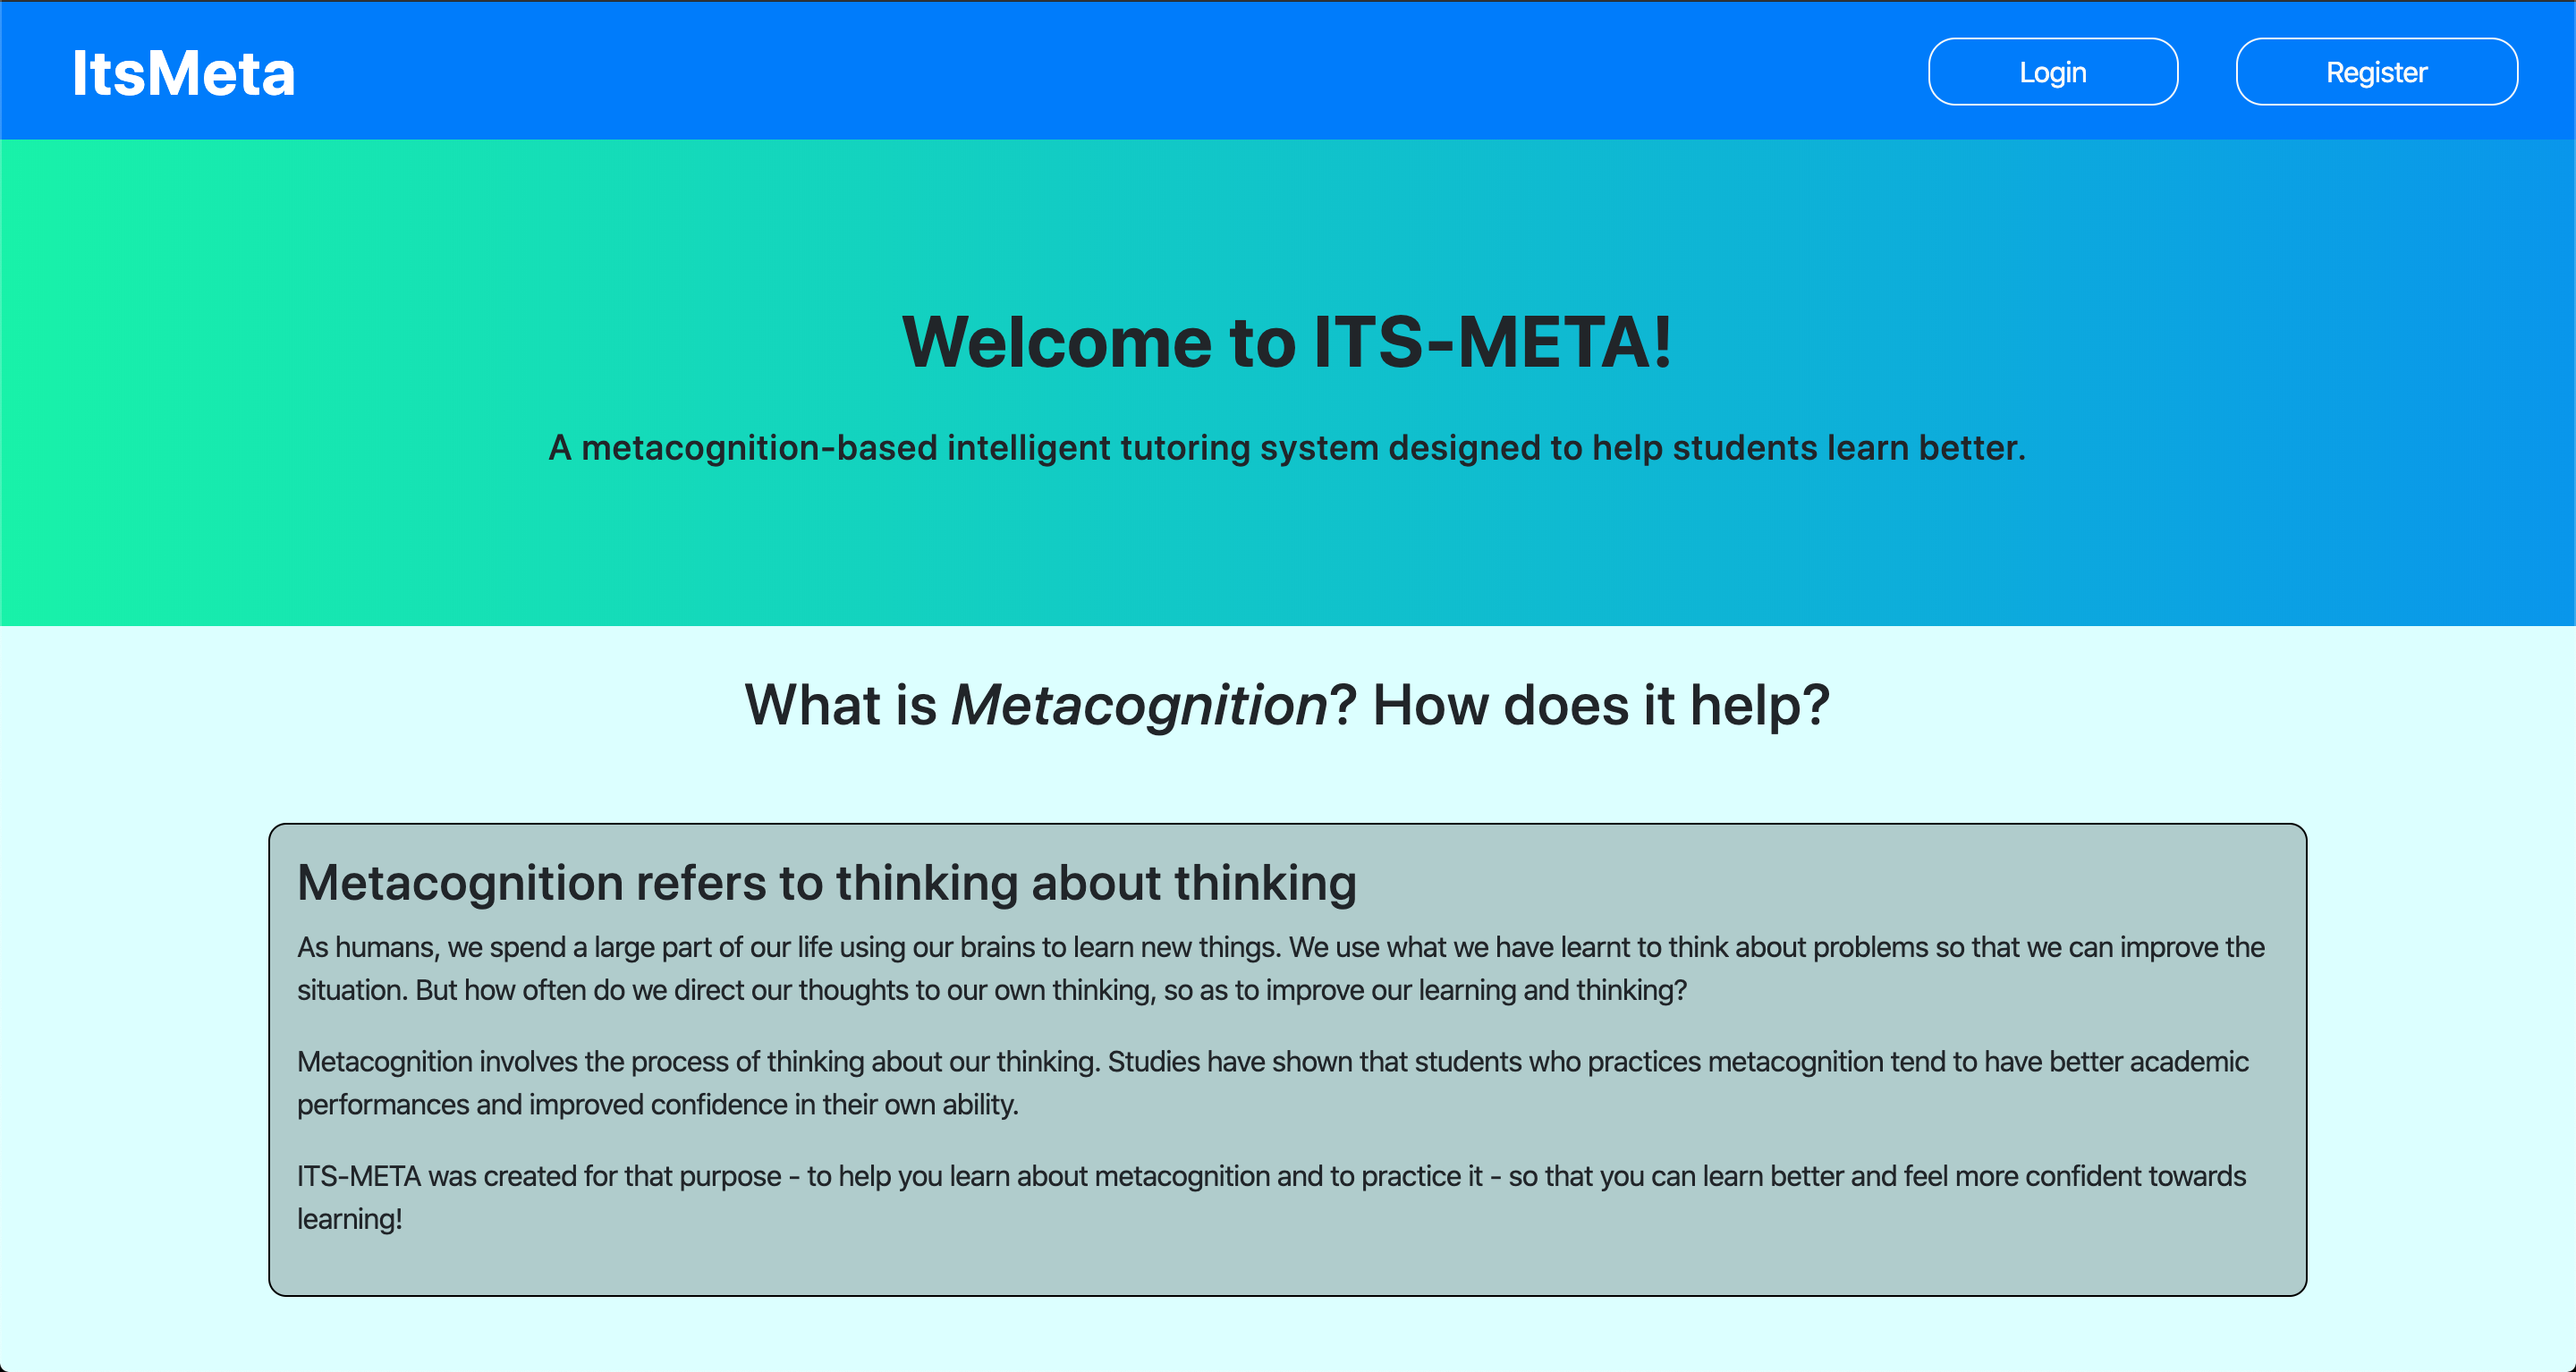 ItsMeta
Login
Register
Welcome to ITS-META!
A metacognition-based intelligent tutoring system designed to help students learn better.
What is Metacognition? How does it help?
Metacognition refers to thinking about thinking
As humans, we spend a large part of our life using our brains to learn new things. We use what we have learnt to think about problems so that we can improve the
situation. But how often do we direct our thoughts to our own thinking, so as to improve our learning and thinking?
Metacognition involves the process of thinking about our thinking. Studies have shown that students who practices metacognition tend to have better academic
performances and improved confidence in their own ability.
ITS-META was created for that purpose - to help you learn about metacognition and to practice it - so that you can learn better and feel more confident towards
learning!